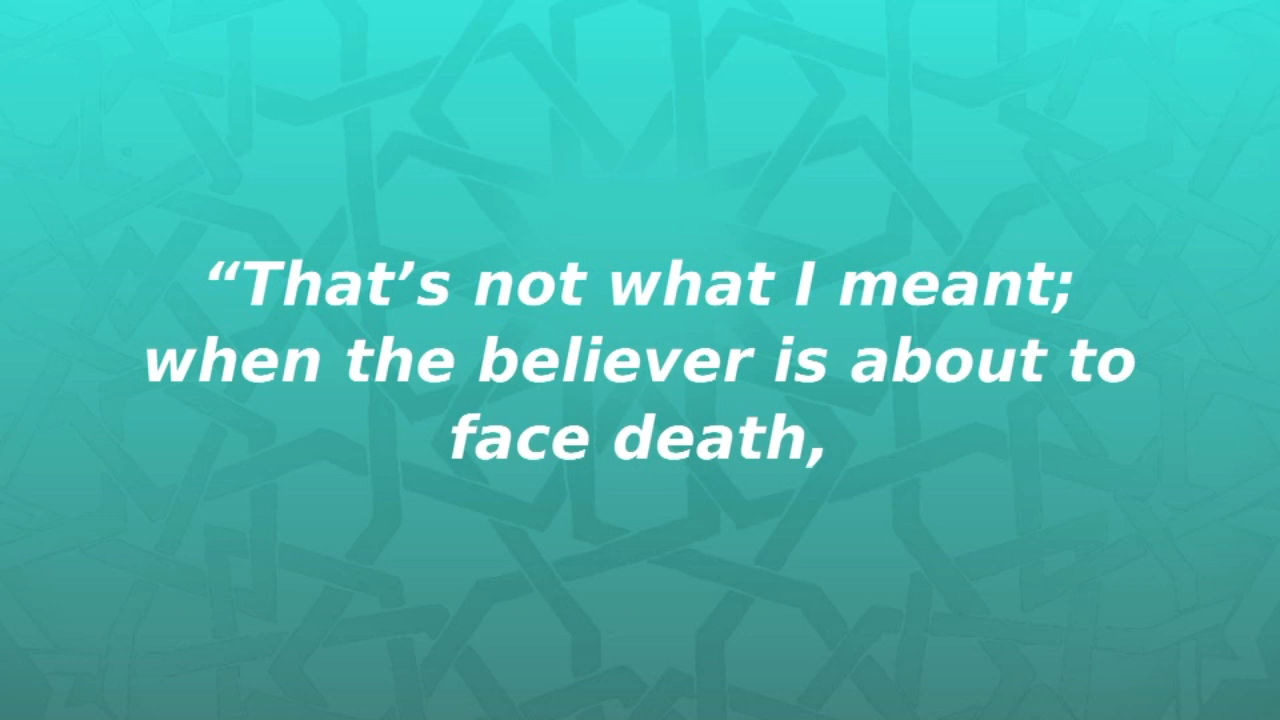 “That’s not what I meant;
when the believer is about to
face death,